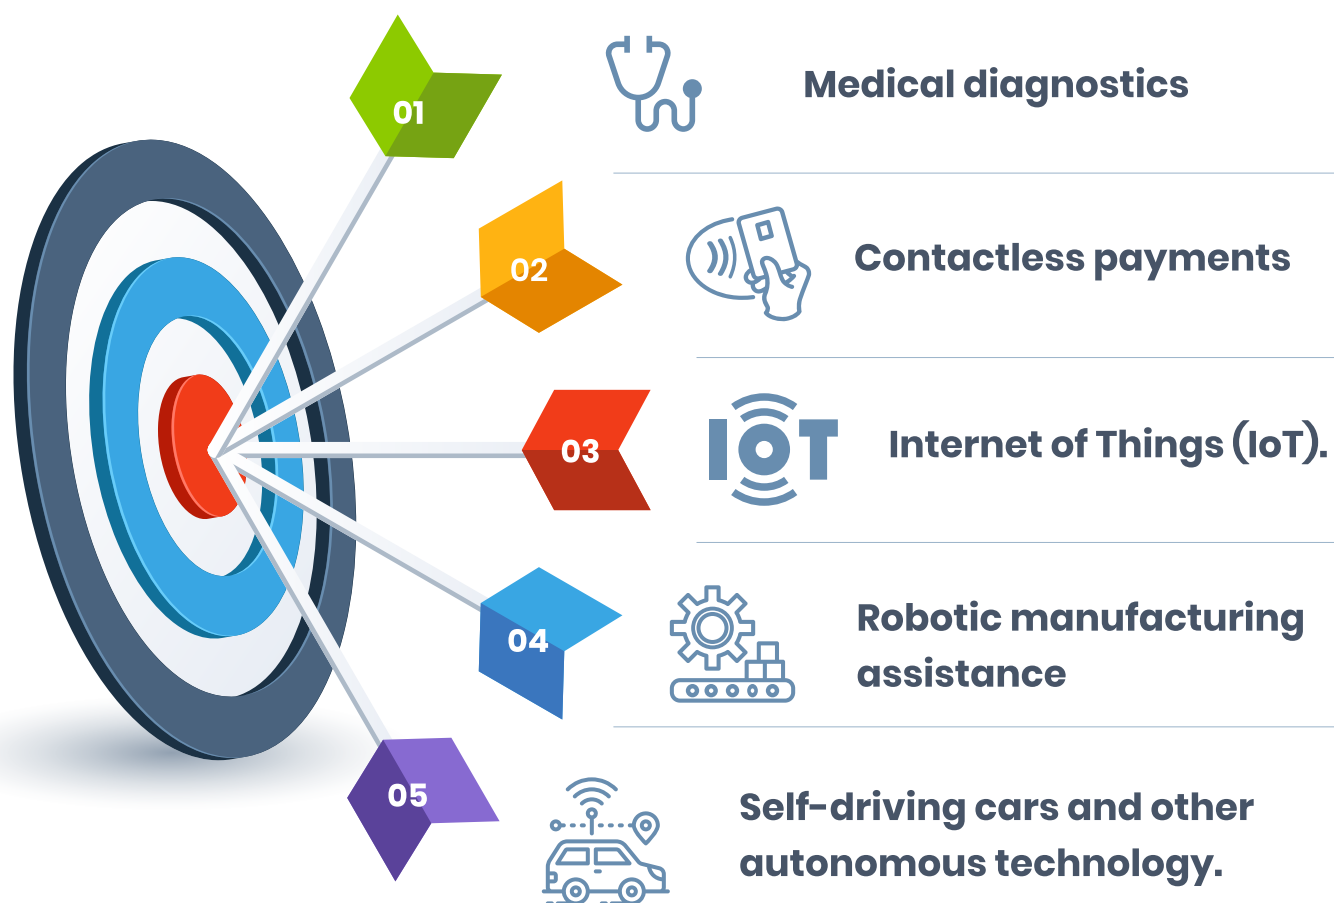 01
Medical diagnostics
02
Contactless payments
03
IoT
Internet of Things (IoT).
04
Robotic manufacturing
assistance
05
Self-driving cars and other
autonomous technology.